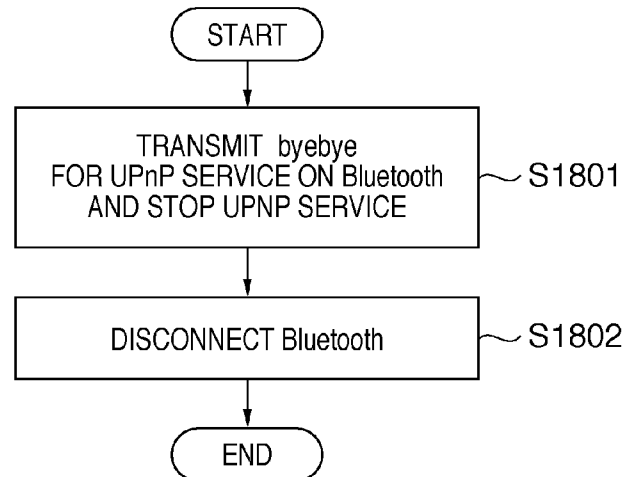 START
TRANSMIT byebye
FOR UPnP SERVICE ON Bluetooth
AND STOP UPNP SERVICE
S1801
DISCONNECT Bluetooth
S1802
END